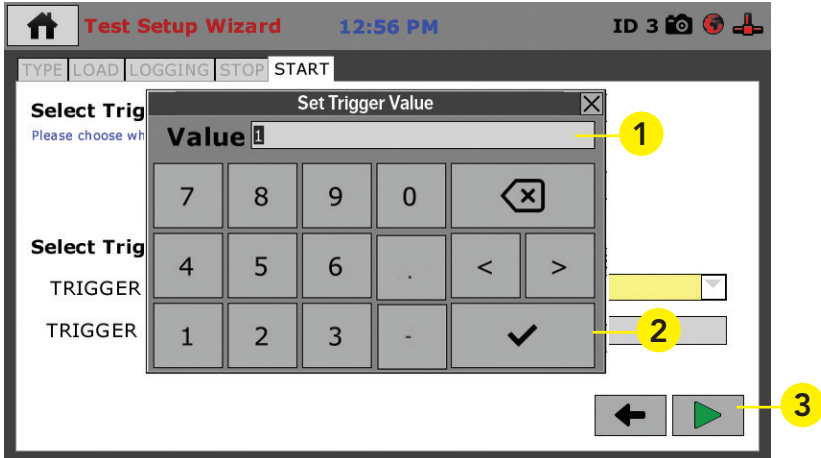 Test Setup Wizard 12:56 PM ID 3
TYPE LOAD LOGGING STOP START
Select Trig
Please choose wh
Set Trigger Value
Value 1
1
7 8 9 0
4 5 6 . < >
1 2 3 -
2
Select Trig
TRIGGER
TRIGGER
3